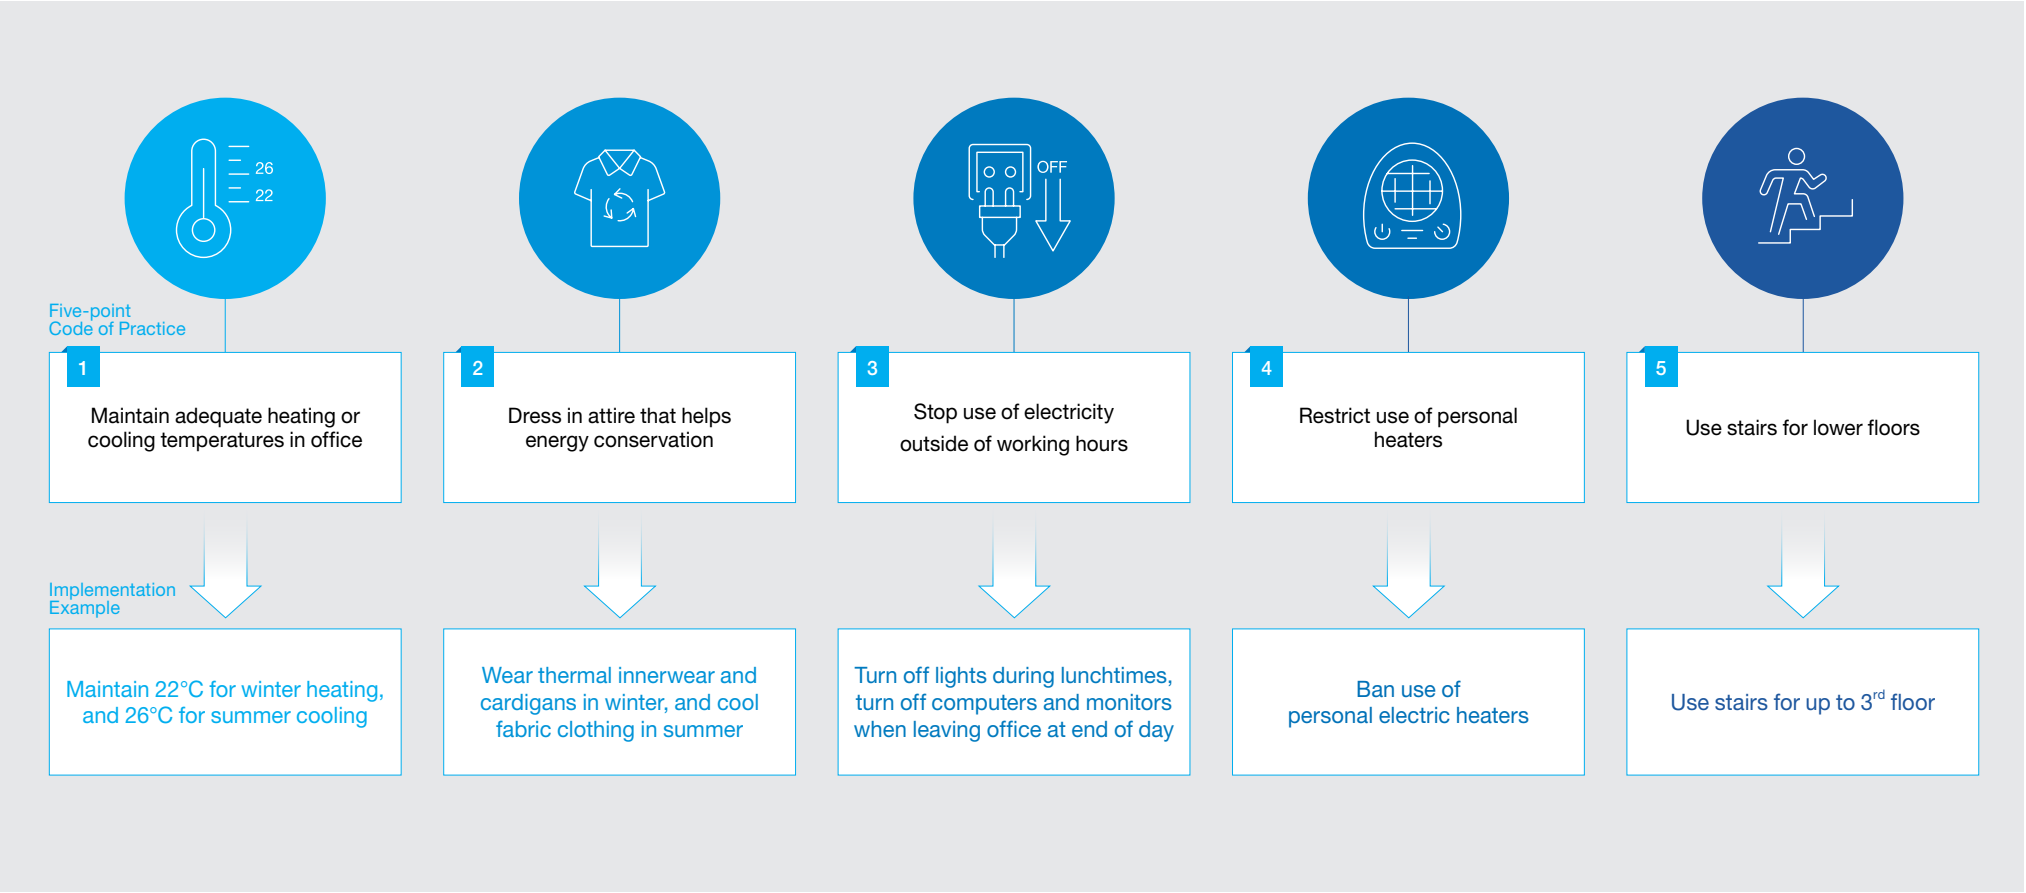 26
22
OFF
Five-point
Code of Practice
1
Maintain adequate heating or
cooling temperatures in office
2
Dress in attire that helps
energy conservation
3
Stop use of electricity
outside of working hours
4
Restrict use of personal
heaters
5
Use stairs for lower floors
Implementation
Example
Maintain 22°C for winter heating,
and 26°C for summer cooling
Wear thermal innerwear and
cardigans in winter, and cool
fabric clothing in summer
Turn off lights during lunchtimes,
turn off computers and monitors
when leaving office at end of day
Ban use of
personal electric heaters
Use stairs for up to 3rd floor